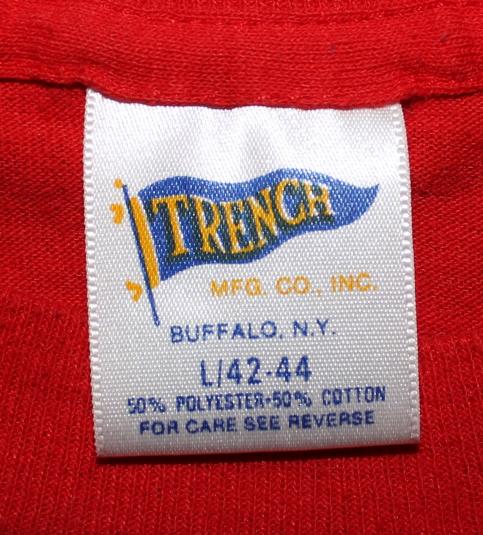 TRENCH
MFG. CO., INC.
BUFFALO, N.Y.
L/42-44
50% POLYESTER-50% COTTON
FOR CARE SEE REVERSE